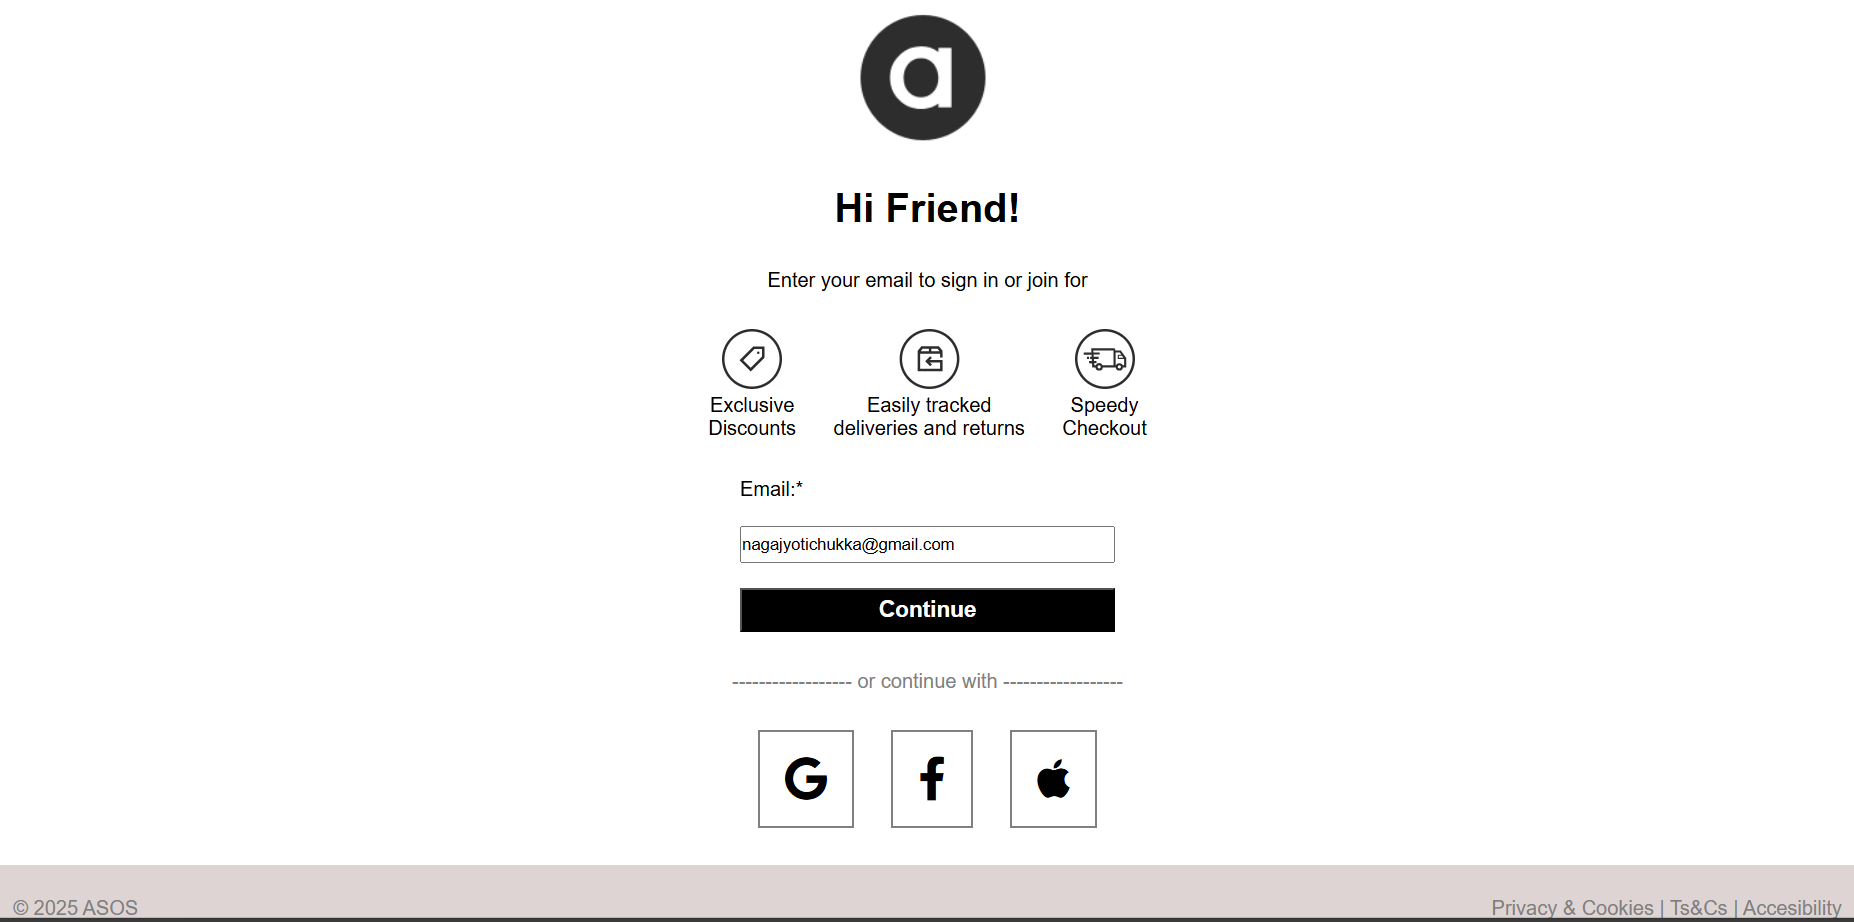 a
Hi Friend!
Enter your email to sign in or join for
Exclusive
Discounts
Easily tracked
deliveries and returns
Speedy
Checkout
Email:*
nagajyotichukka@gmail.com
Continue
------------------ or continue with ------------------
G
f
© 2025 ASOS
Privacy & Cookies | Ts&Cs | Accesibility